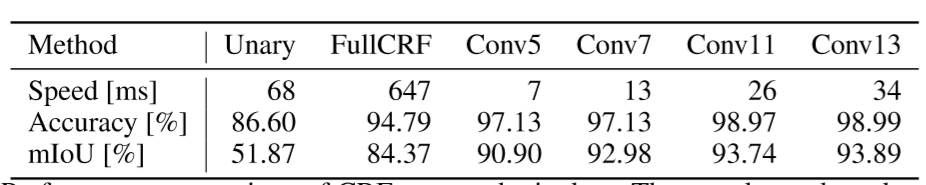 Method Unary FullCRF Conv5 Conv7 Conv11 Conv13
Speed [ms] 68 647 7 13 26 34
Accuracy [%] 86.60 94.79 97.13 97.13 98.97 98.99
mIoU [%] 51.87 84.37 90.90 92.98 93.74 93.89